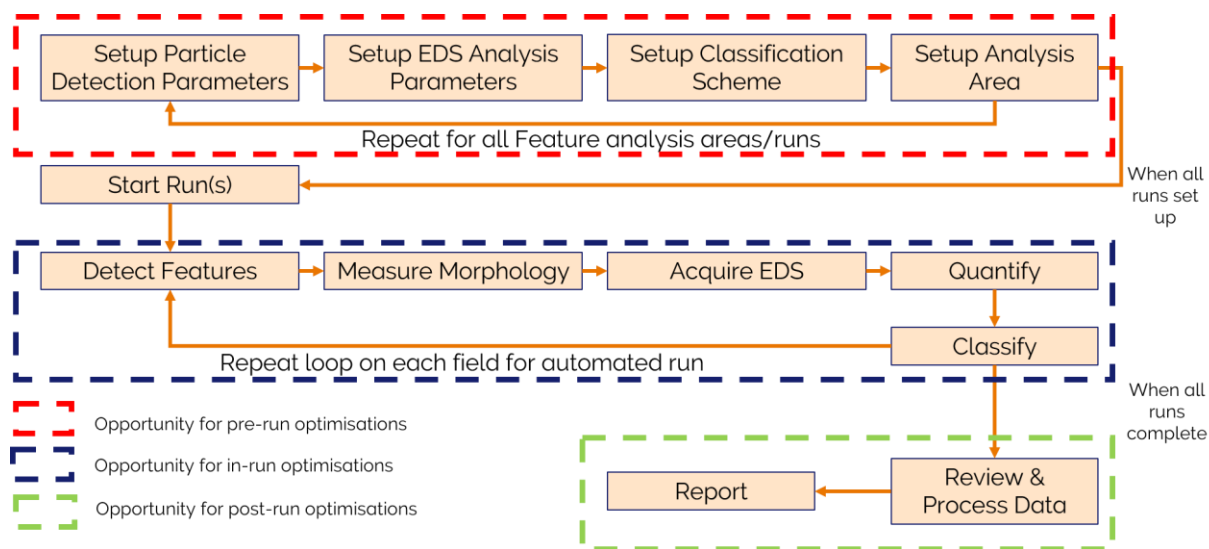 Setup Particle
Detection Parameters
Setup EDS Analysis
Parameters
Setup Classification
Scheme
Setup Analysis
Area
Repeat for all Feature analysis areas/runs
When all
runs set
up
Start Run(s)
Detect Features
Measure Morphology
Acquire EDS
Quantify
Classify
Repeat loop on each field for automated run
When all
runs
complete
Opportunity for pre-run optimisations
Opportunity for in-run optimisations
Opportunity for post-run optimisations
Report
Review &
Process Data